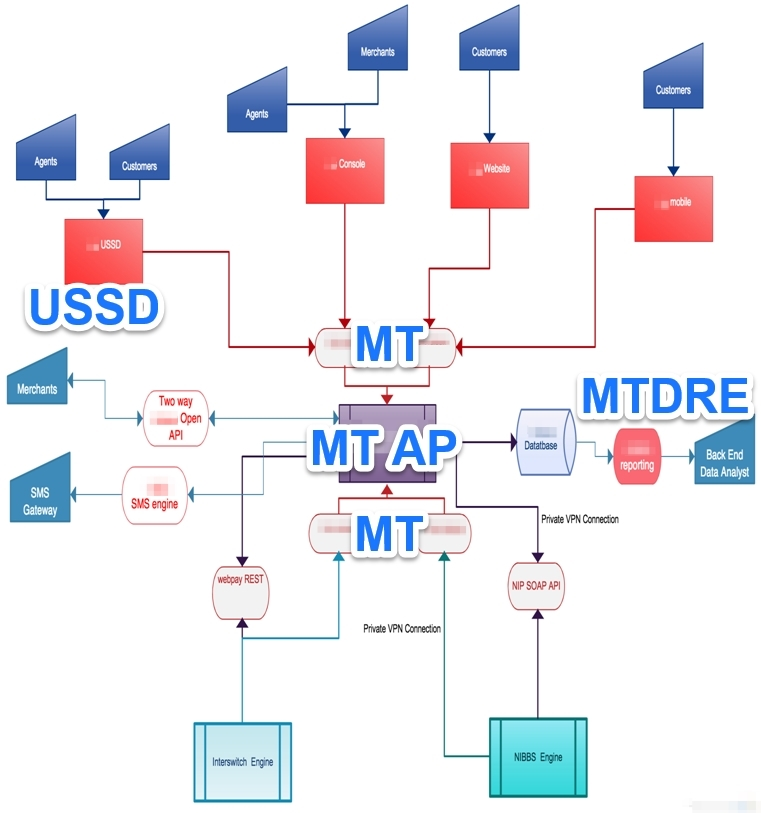 Merchants
Customers
Customers
Agents
Agents
Customers
Console
Website
mobile
USSD
USSD
MT
MTDRE
Merchants
Two way
Open
API
MT AP
Datatbase
reporting
Back End
Data Analyst
SMS
Gateway
SMS engine
MT
Private VPN Connection
webpay REST
NIP SOAP API
Private VPN Connection
Interswitch Engine
NIBBS Engine